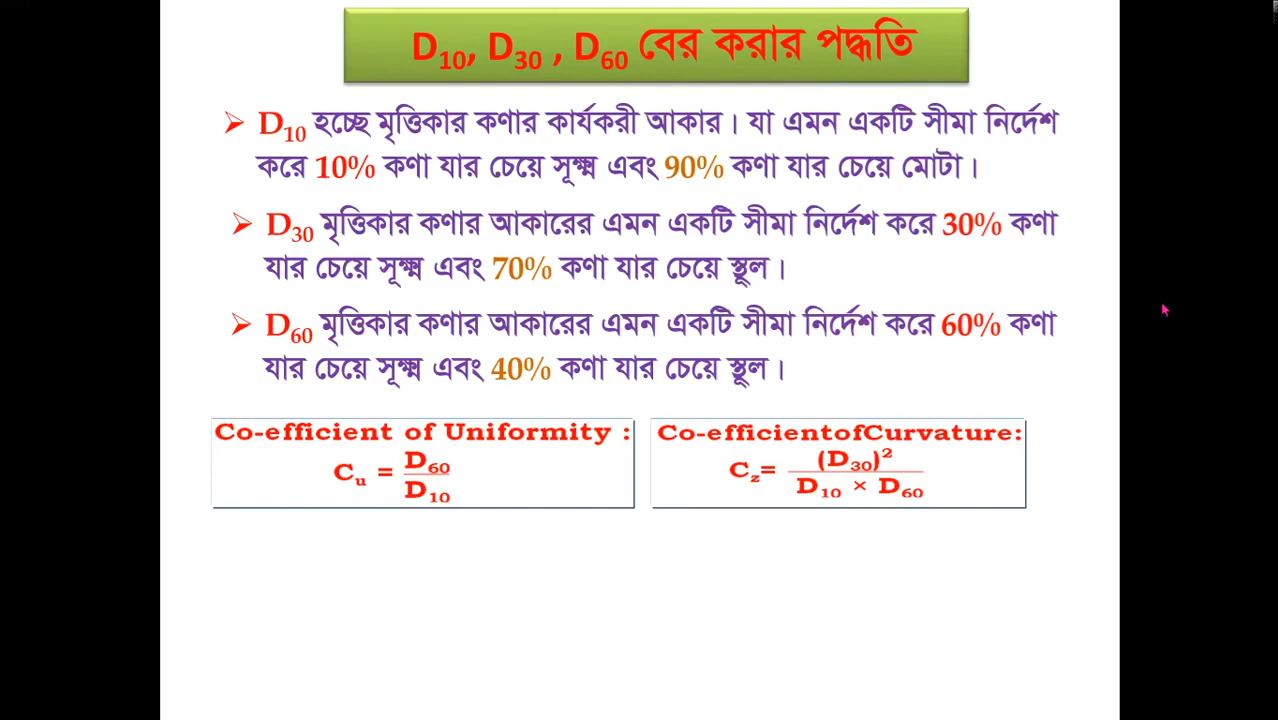 D10, D30 , D60 বের করার পদ্ধতি
➢ D10 হচ্ছে মৃত্তিকার কণার কার্যকরী আকার। যা এমন একটি সীমা নির্দেশ
করে 10% কণা যার চেয়ে সূক্ষ্ম এবং 90% কণা যার চেয়ে মোটা।
➢ D30 মৃত্তিকার কণার আকারের এমন একটি সীমা নির্দেশ করে 30% কণা
যার চেয়ে সূক্ষ্ম এবং 70% কণা যার চেয়ে স্থূল।
➢ D60 মৃত্তিকার কণার আকারের এমন একটি সীমা নির্দেশ করে 60% কণা
যার চেয়ে সূক্ষ্ম এবং 40% কণা যার চেয়ে স্থূল।
Co-efficient of Uniformity :
Cu = D60 / D10
Co-efficientofCurvature:
Cz= (D30)² / D10 × D60